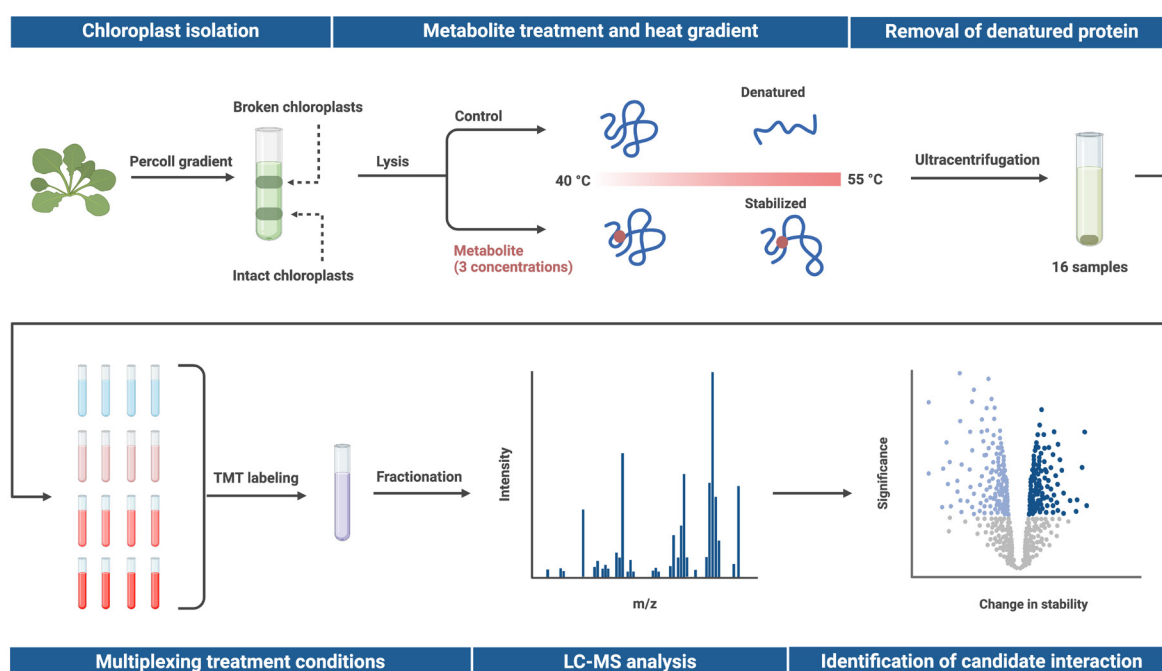 Chloroplast isolation
Metabolite treatment and heat gradient
Removal of denatured protein
Broken chloroplasts
Percoll gradient
Intact chloroplasts
Lysis
Control
Metabolite
(3 concentrations)
Denatured
40 °C
55 °C
Stabilized
Ultracentrifugation
16 samples
TMT labeling
Fractionation
Intensity
m/z
Significance
Change in stability
Multiplexing treatment conditions
LC-MS analysis
Identification of candidate interaction